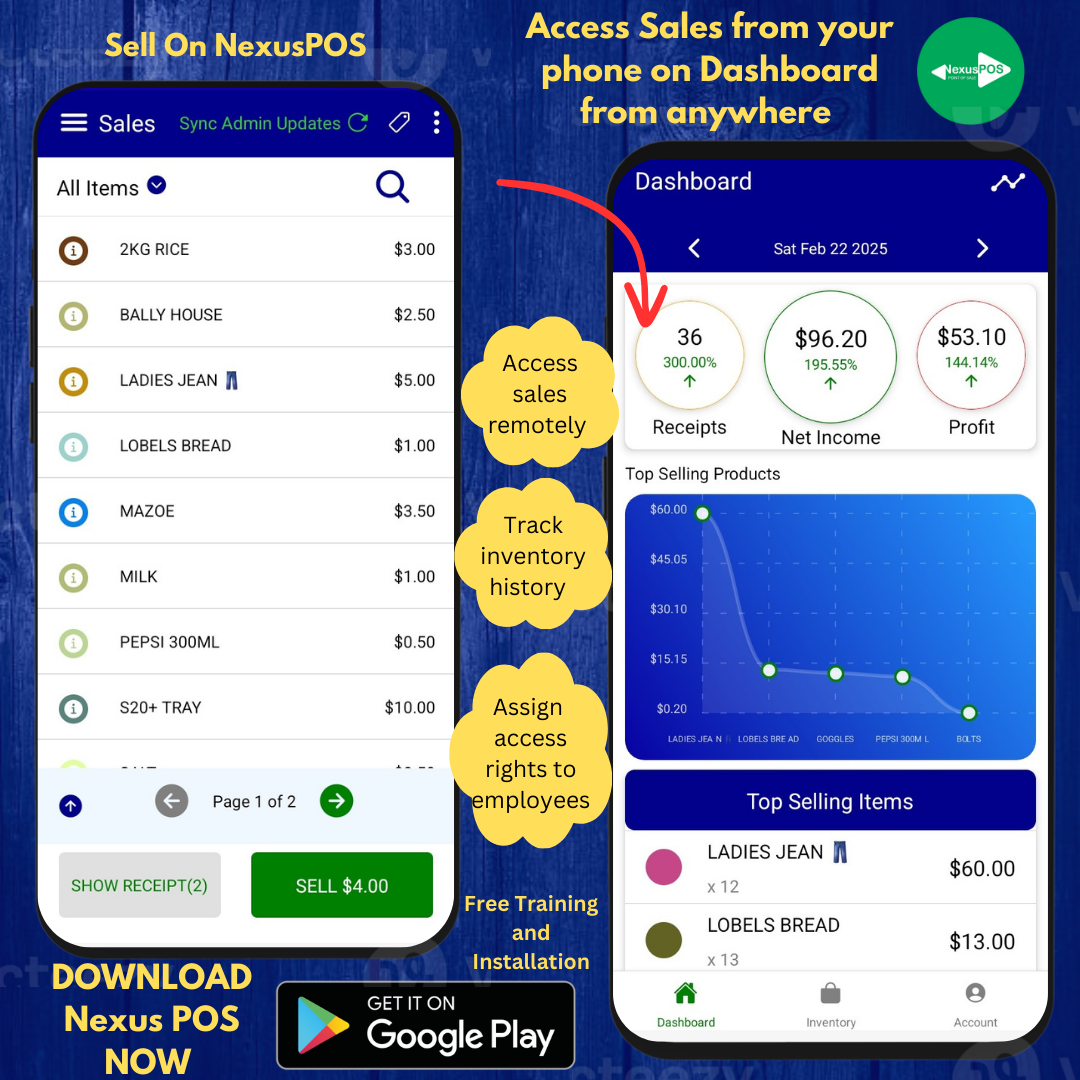 Sell On NexusPOS
Access Sales from your
phone on Dashboard
from anywhere
NexusPOS
POINT OF SALE
Sales
Sync Admin Updates
All Items
2KG RICE
$3.00
BALLY HOUSE
$2.50
LADIES JEAN 👖
$5.00
LOBELS BREAD
$1.00
MAZOE
$3.50
MILK
$1.00
PEPSI 300ML
$0.50
S20+ TRAY
$10.00
Page 1 of 2
SHOW RECEIPT(2)
SELL $4.00
Access
sales
remotely
Track
inventory
history
Assign
access
rights to
employees
Free Training
and
Installation
Dashboard
Sat Feb 22 2025
36
300.00%
Receipts
$96.20
195.55%
Net Income
$53.10
144.14%
Profit
Top Selling Products
$60.00
$45.05
$30.10
$15.15
$0.20
LADIES JEA N
LOBELS BRE AD
GOGGLES
PEPSI 300M L
BOLTS
Top Selling Items
LADIES JEAN 👖
x 12
$60.00
LOBELS BREAD
x 13
$13.00
Dashboard
Inventory
Account
DOWNLOAD
Nexus POS
NOW
GET IT ON
Google Play